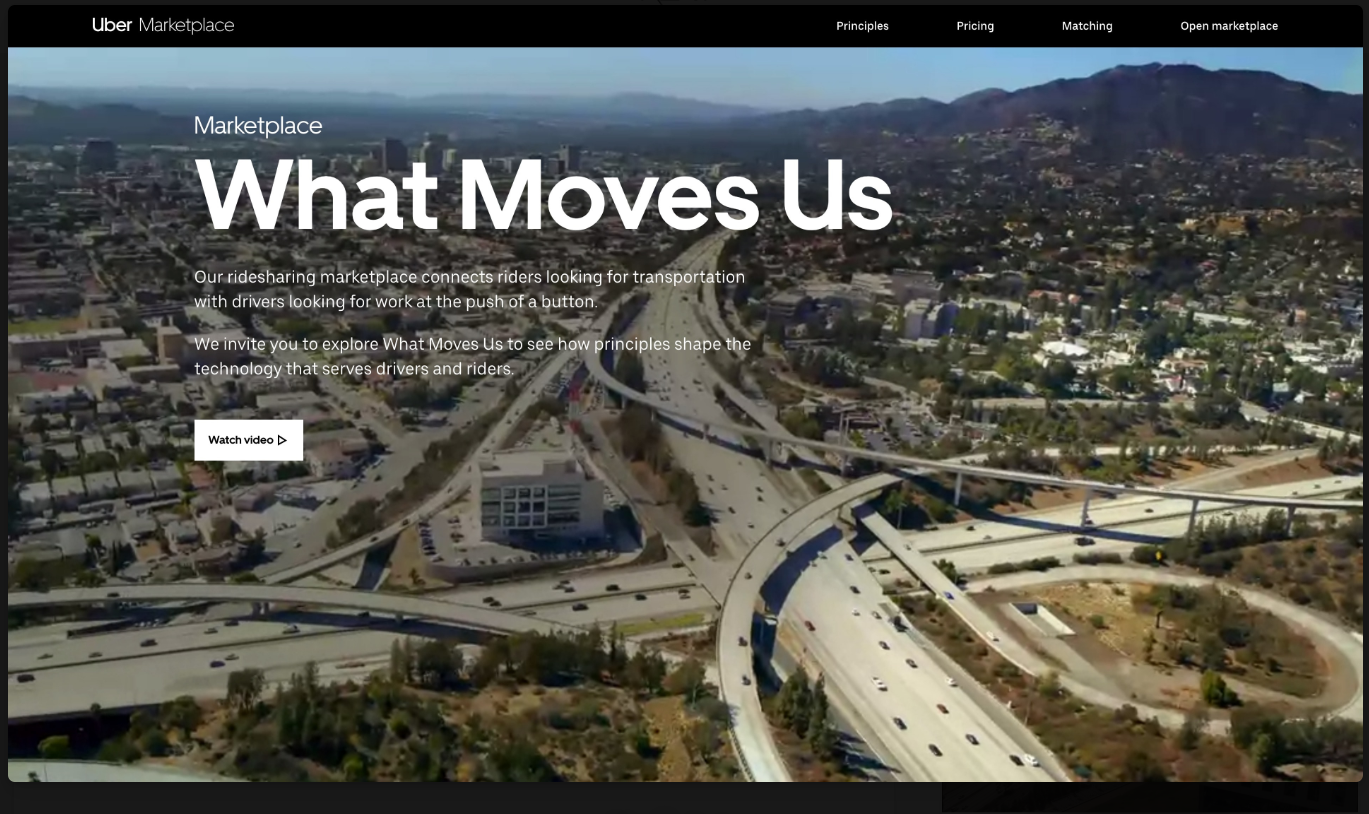 Uber Marketplace
Principles
Pricing
Matching
Open marketplace
Marketplace
What Moves Us
Our ridesharing marketplace connects riders looking for transportation
with drivers looking for work at the push of a button.
We invite you to explore What Moves Us to see how principles shape the
technology that serves drivers and riders.
Watch video